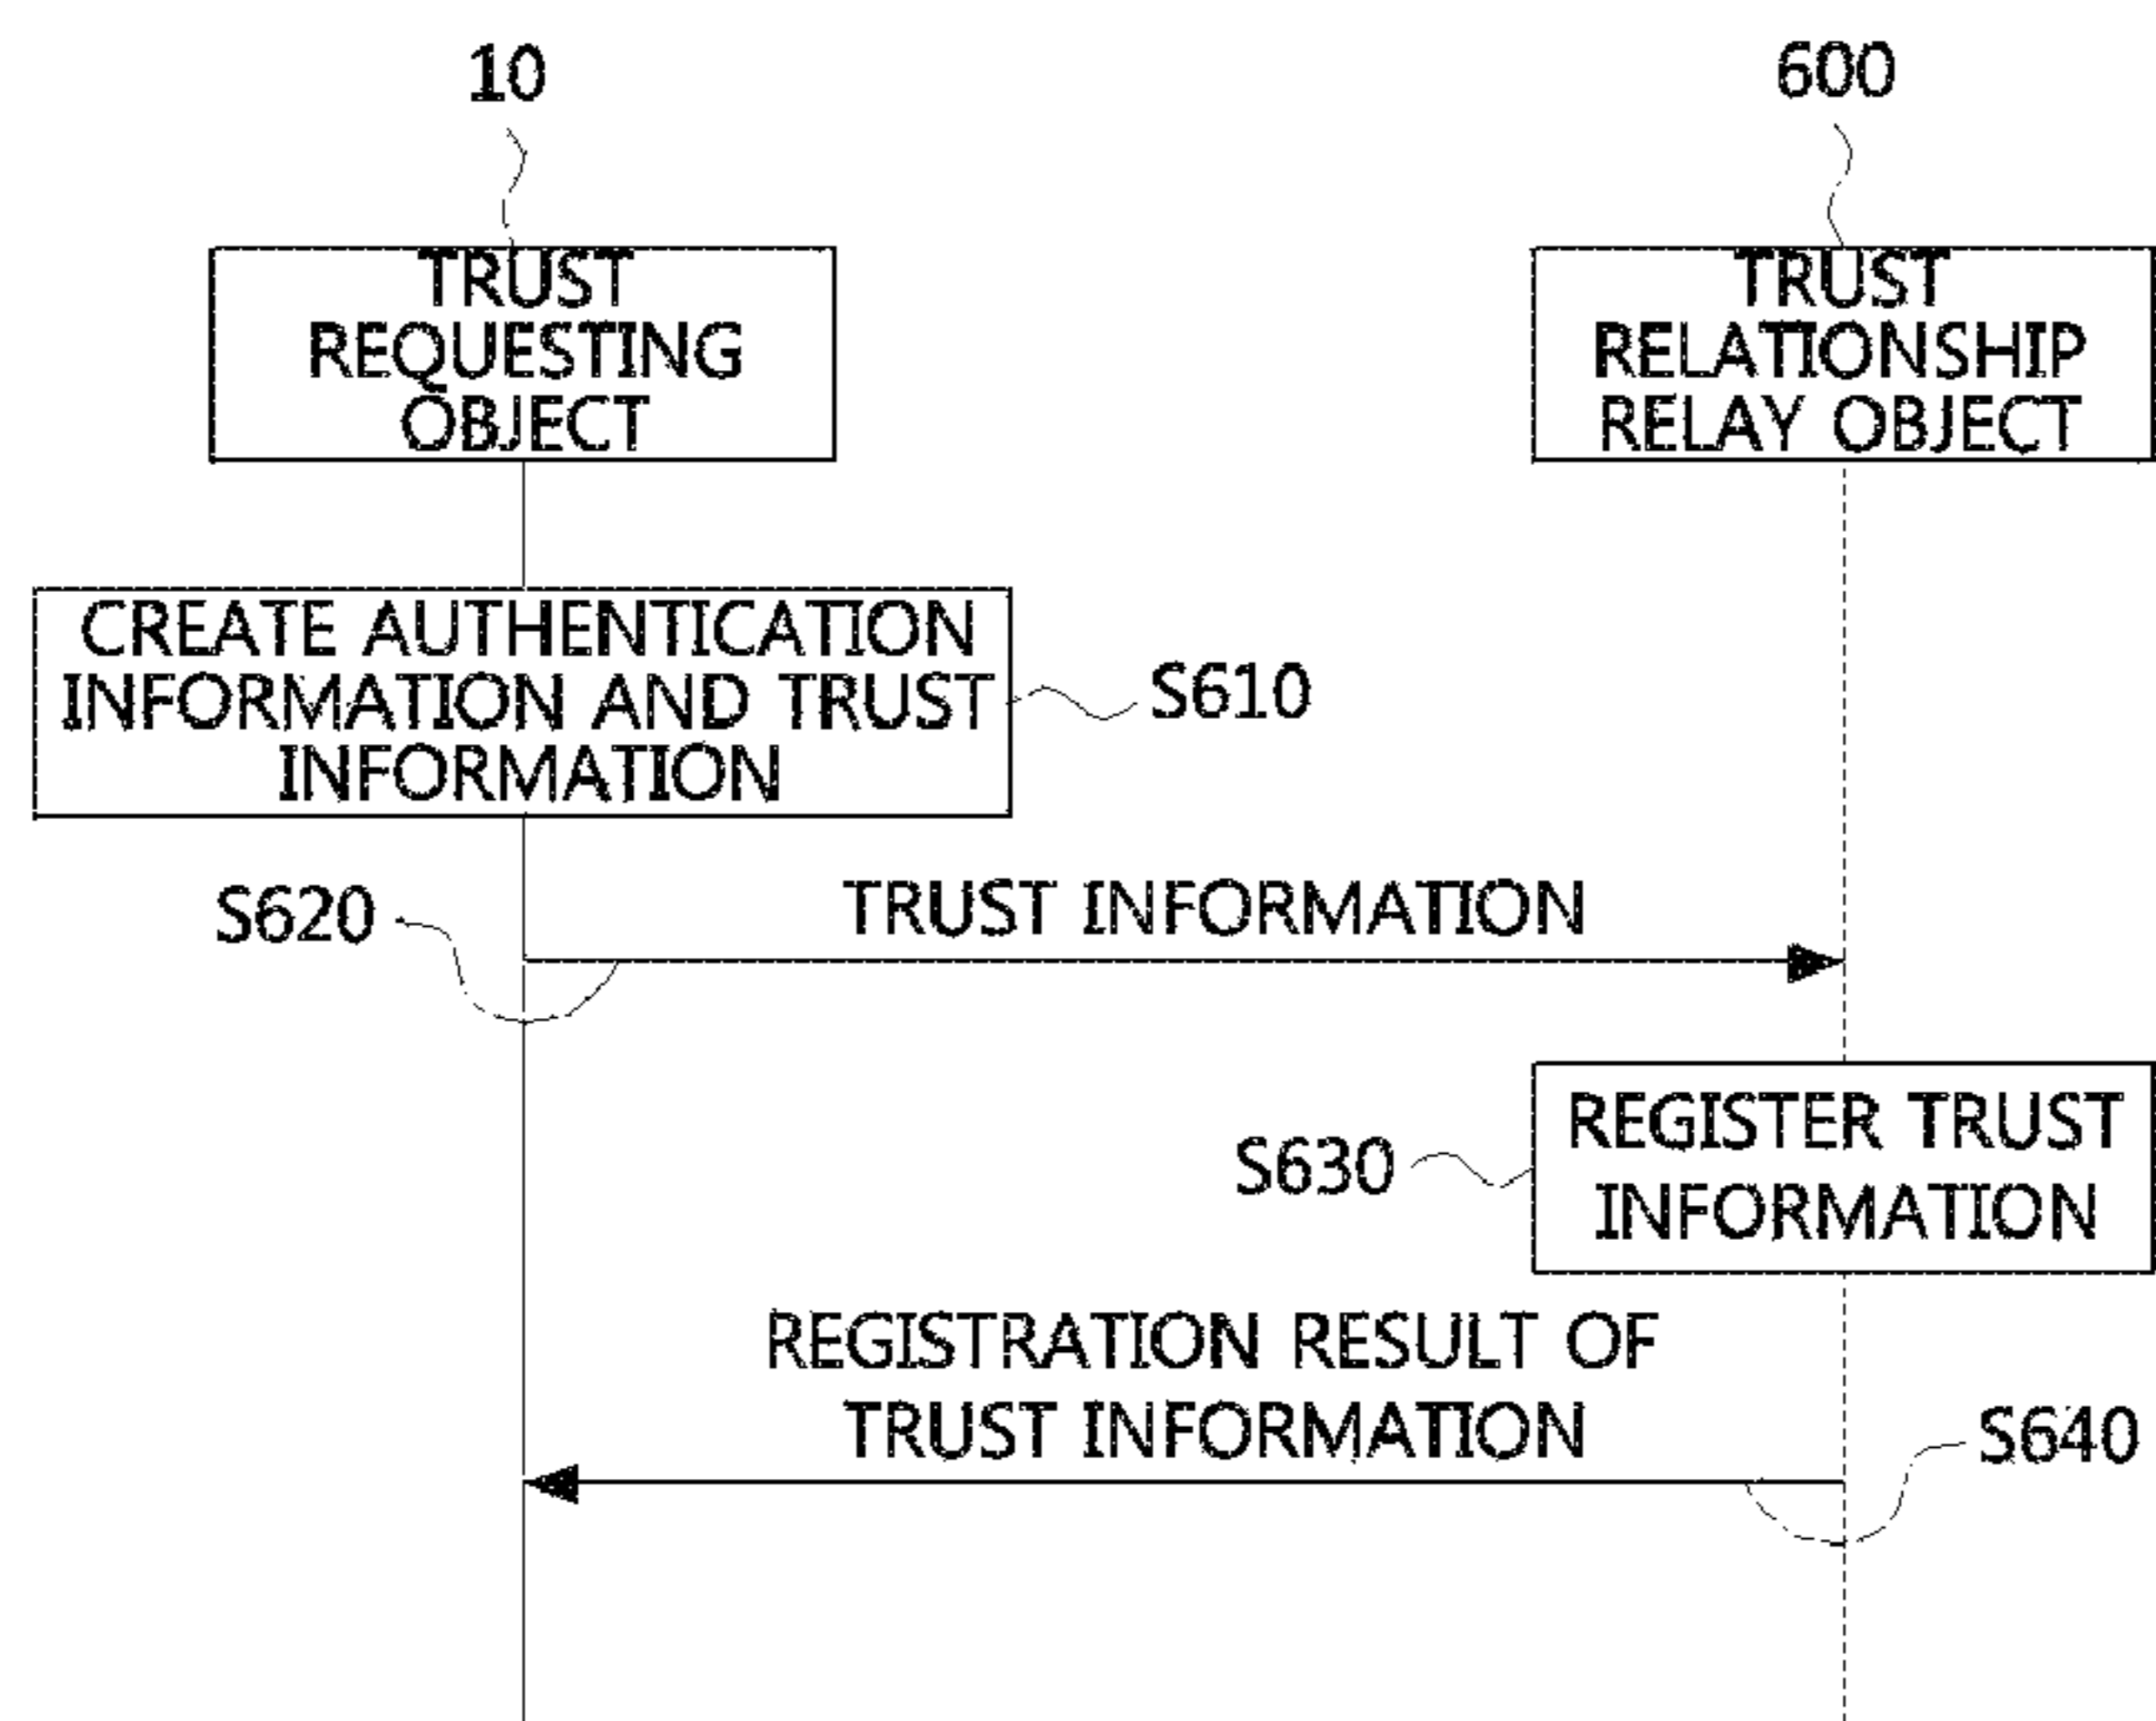 10
600
TRUST
REQUESTING
OBJECT
TRUST
RELATIONSHIP
RELAY OBJECT
CREATE AUTHENTICATION
INFORMATION AND TRUST
INFORMATION
S610
S620
TRUST INFORMATION
S630
REGISTER TRUST
INFORMATION
REGISTRATION RESULT OF
TRUST INFORMATION
S640